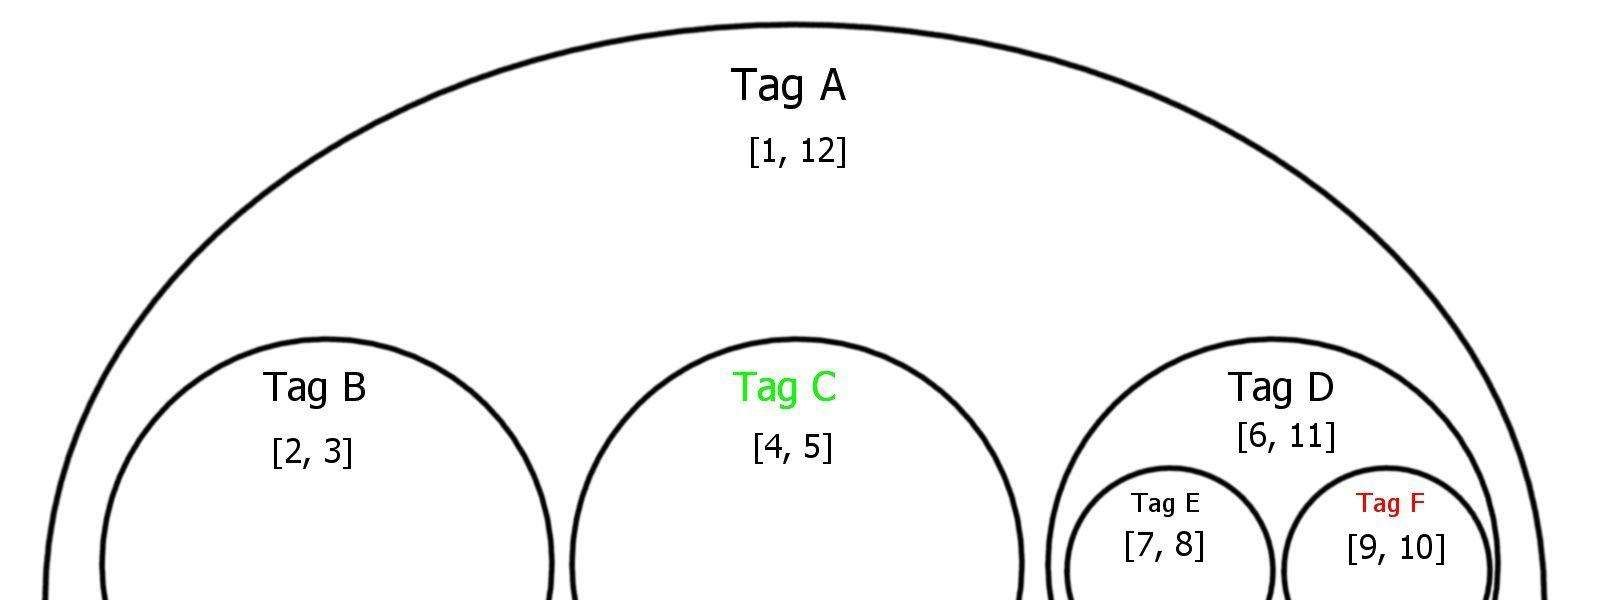 Tag A
[1, 12]
Tag B
[2, 3]
Tag C
[4, 5]
Tag D
[6, 11]
Tag E
[7, 8]
Tag F
[9, 10]